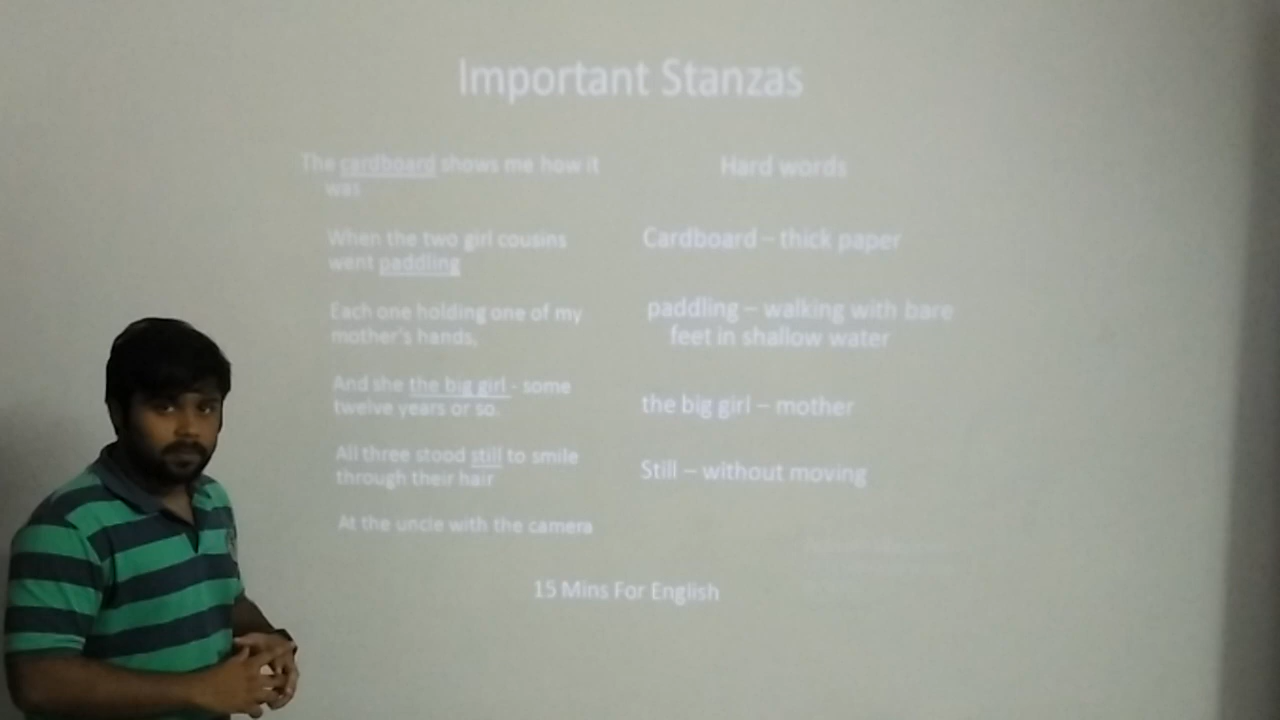 Important Stanzas
The cardboard shows me how it
was
When the two girl cousins
went paddling
Each one holding one of my
mother's hands,
And she the big girl - some
twelve years or so.
All three stood still to smile
through their hair
At the uncle with the camera
Hard words
Cardboard – thick paper
paddling – walking with bare
feet in shallow water
the big girl – mother
Still – without moving
15 Mins For English